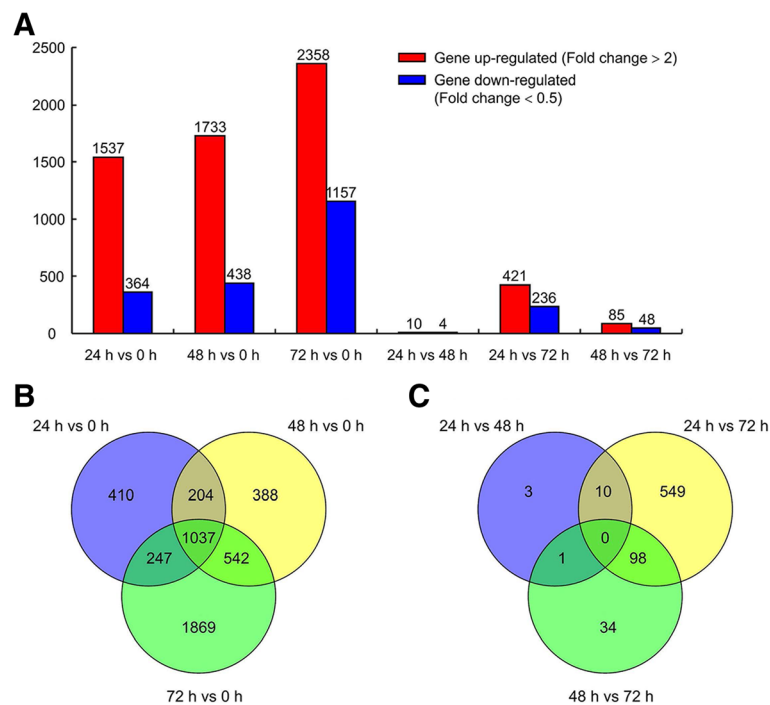 A
2500
2000
1500
1000
500
0
Gene up-regulated (Fold change > 2)
Gene down-regulated
(Fold change < 0.5)
1537
364
1733
438
2358
1157
10
4
421
236
85
48
24 h vs 0 h
48 h vs 0 h
72 h vs 0 h
24 h vs 48 h
24 h vs 72 h
48 h vs 72 h
B
24 h vs 0 h
48 h vs 0 h
410
204
388
1037
247
542
1869
72 h vs 0 h
C
24 h vs 48 h
24 h vs 72 h
3
10
549
0
1
98
34
48 h vs 72 h